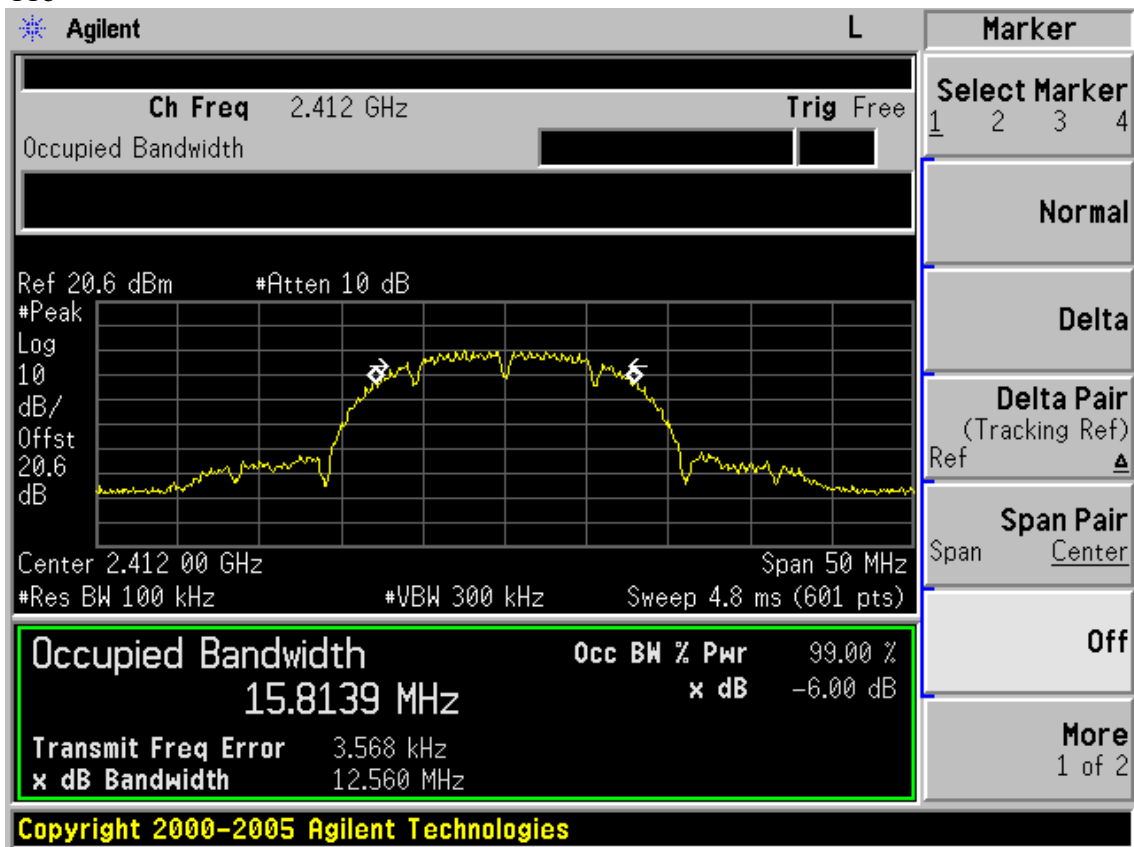 Agilent L Marker
Ch Freq 2.412 GHz Trig Free
Occupied Bandwidth
Select Marker
1 2 3 4
Normal
Delta
Delta Pair
(Tracking Ref)
Ref Δ
Span Pair
Span Center
Off
More
1 of 2
Ref 20.6 dBm #Atten 10 dB
#Peak
Log
10
dB/
Offst
20.6
dB
Center 2.412 00 GHz Span 50 MHz
#Res BW 100 kHz #VBW 300 kHz Sweep 4.8 ms (601 pts)
Occupied Bandwidth Occ BW % Pwr 99.00 %
15.8139 MHz x dB -6.00 dB
Transmit Freq Error 3.568 kHz
x dB Bandwidth 12.560 MHz
Copyright 2000-2005 Agilent Technologies